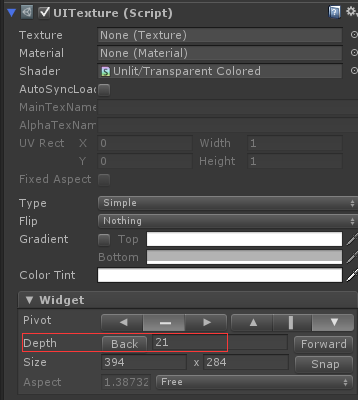 UITexture (Script)
Texture None (Texture)
Material None (Material)
Shader Unlit/Transparent Colored
AutoSyncLoad
MainTexName
AlphaTexName
UV Rect X 0 Width 1
Y 0 Height 1
Fixed Aspect
Type Simple
Flip Nothing
Gradient Top
Bottom
Color Tint
Widget
Pivot
Depth Back 21 Forward
Size 394 x 284 Snap
Aspect 1.38732 Free